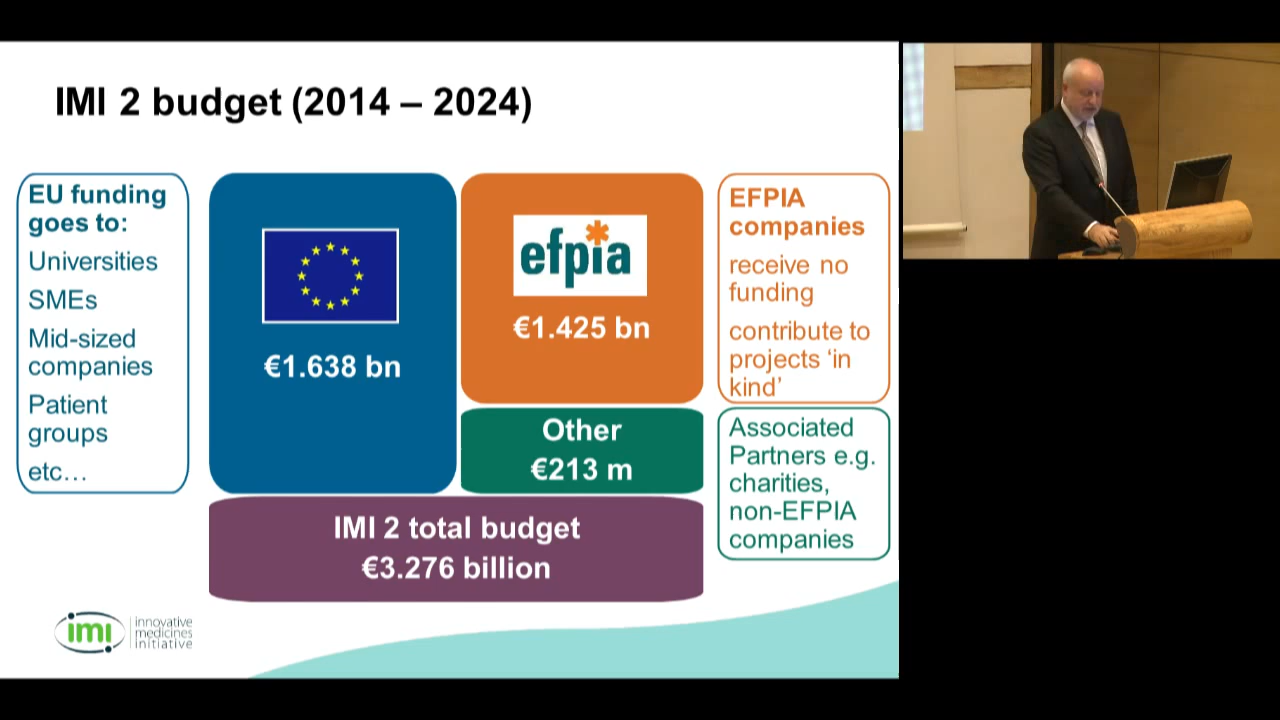 IMI 2 budget (2014 – 2024)
EU funding
goes to:
Universities
SMEs
Mid-sized
companies
Patient
groups
etc…
€1.638 bn
efpia
€1.425 bn
EFPIA
companies
receive no
funding
contribute to
projects ‘in
kind’
Other
€213 m
Associated
Partners e.g.
charities,
non-EFPIA
companies
IMI 2 total budget
€3.276 billion
imi
innovative
medicines
initiative